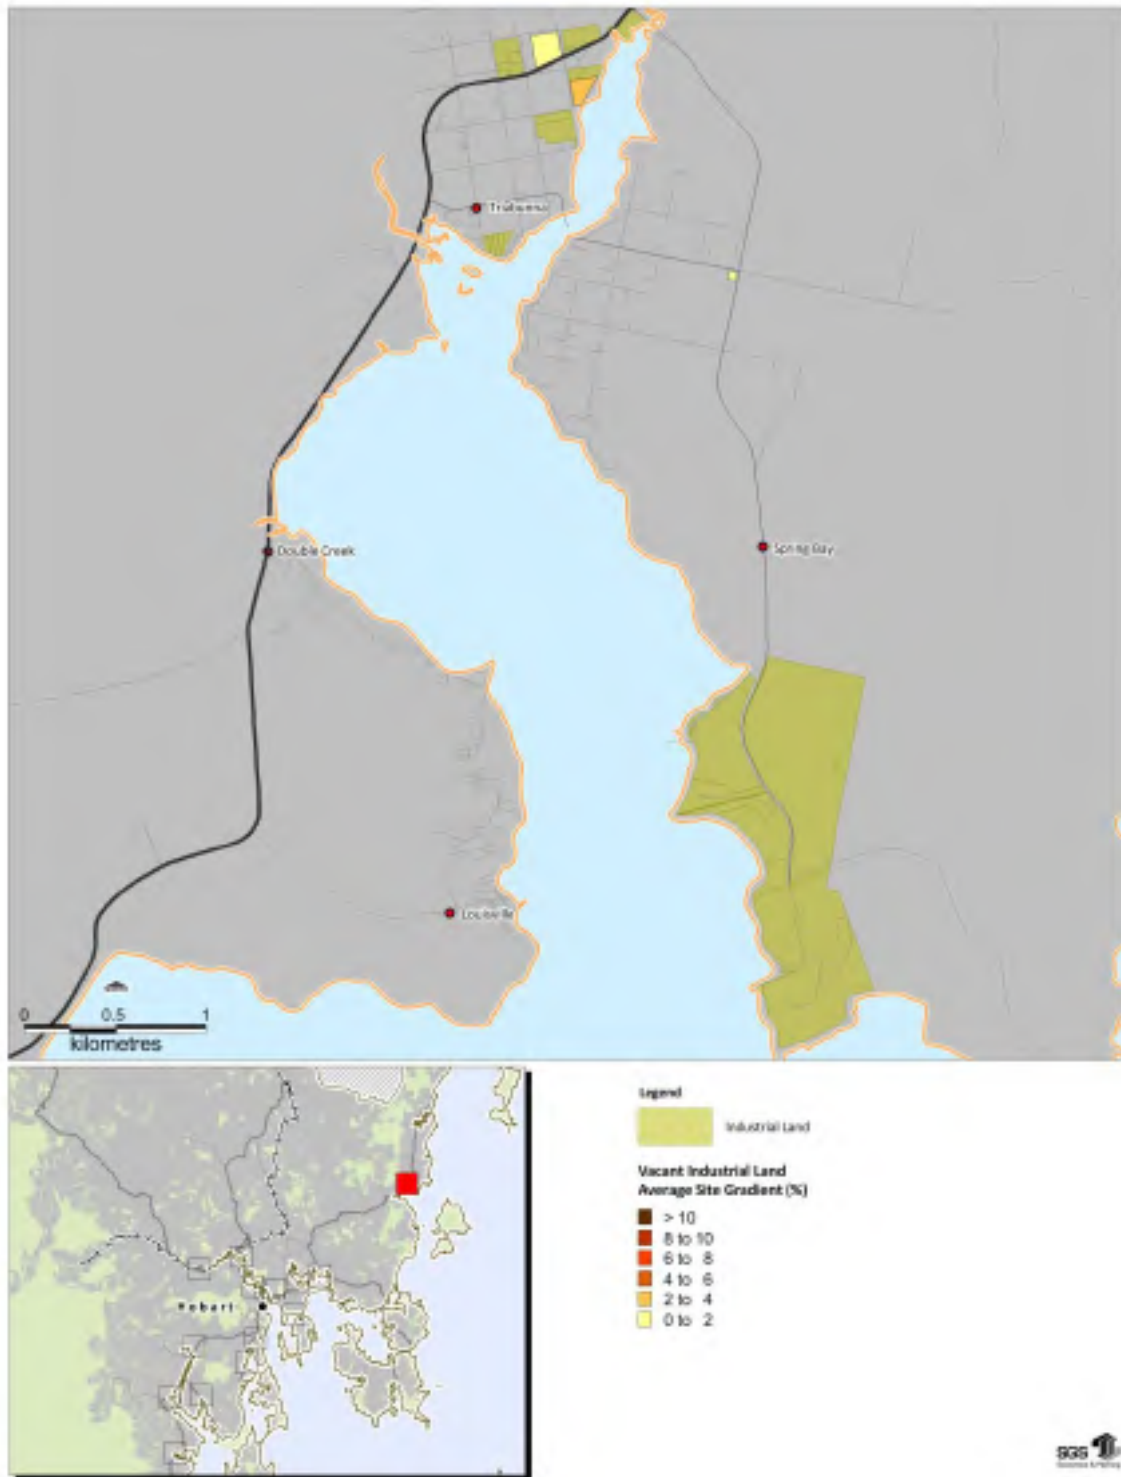 Triabunna
Double Creek
Spring Bay
Louisville
0 0.5 1
kilometres
Hobart
Legend
Industrial Land
Vacant Industrial Land
Average Site Gradient (%)
> 10
8 to 10
6 to 8
4 to 6
2 to 4
0 to 2
SGS